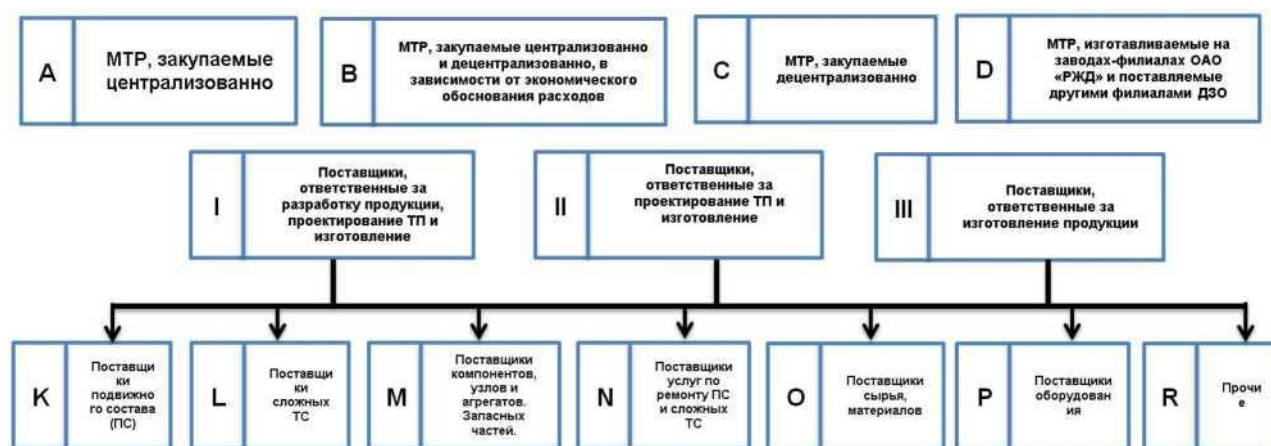 A
МТР, закупаемые
централизованно
B
МТР, закупаемые централизованно
и децентрализованно, в
зависимости от экономического
обоснования расходов
C
МТР, закупаемые
децентрализованно
D
МТР, изготавливаемые на
заводах-филиалах ОАО
«РЖД» и поставляемые
другими филиалами ДЗО
I
Поставщики,
ответственные за
разработку продукции,
проектирование ТП и
изготовление
II
Поставщики,
ответственные за
проектирование ТП и
изготовление
III
Поставщики,
ответственные за
изготовление продукции
K
Поставщи
ки
подвижно
го состава
(ПС)
L
Поставщи
ки
сложных
ТС
M
Поставщики
компонентов,
узлов и
агрегатов.
Запасных
частей.
N
Поставщики
услуг по
ремонту ПС
и сложных
ТС
O
Поставщики
сырья,
материалов
P
Поставщики
оборудован
ия
R
Прочи
е